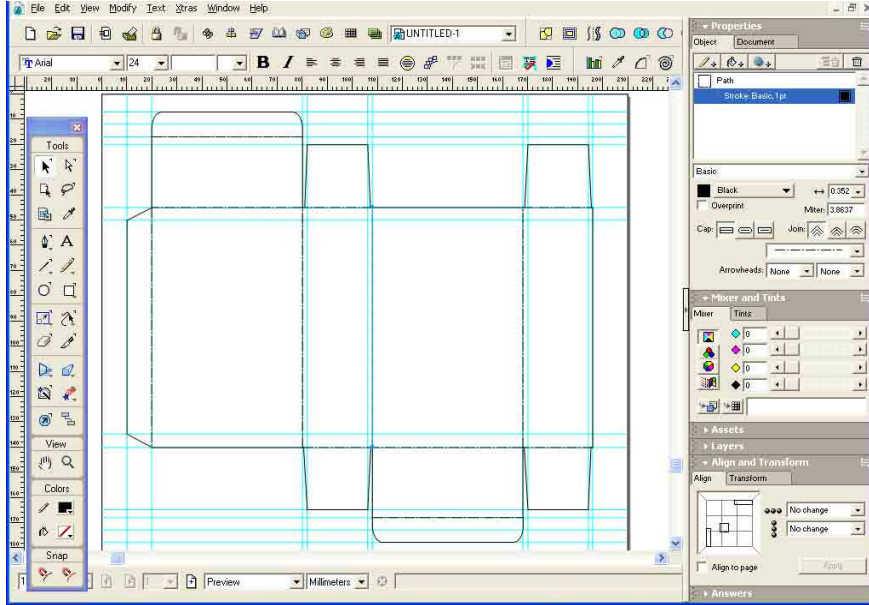 File Edit View Modify Text Xtras Window Help
UNTITLED-1
Arial 24 B I
Properties
Object Document
Path
Stroke: Basic, 1pt
Basic
Black 0.352
Overprint Miter: 3.8637
Cap: Join:
Arrowheads: None None
Mixer and Tints
Mixer Tints
0
0
0
0
Assets
Layers
Align and Transform
Align Transform
No change
No change
Align to page Apply
Answers
Tools
View
Colors
Snap
1 Preview Millimeters